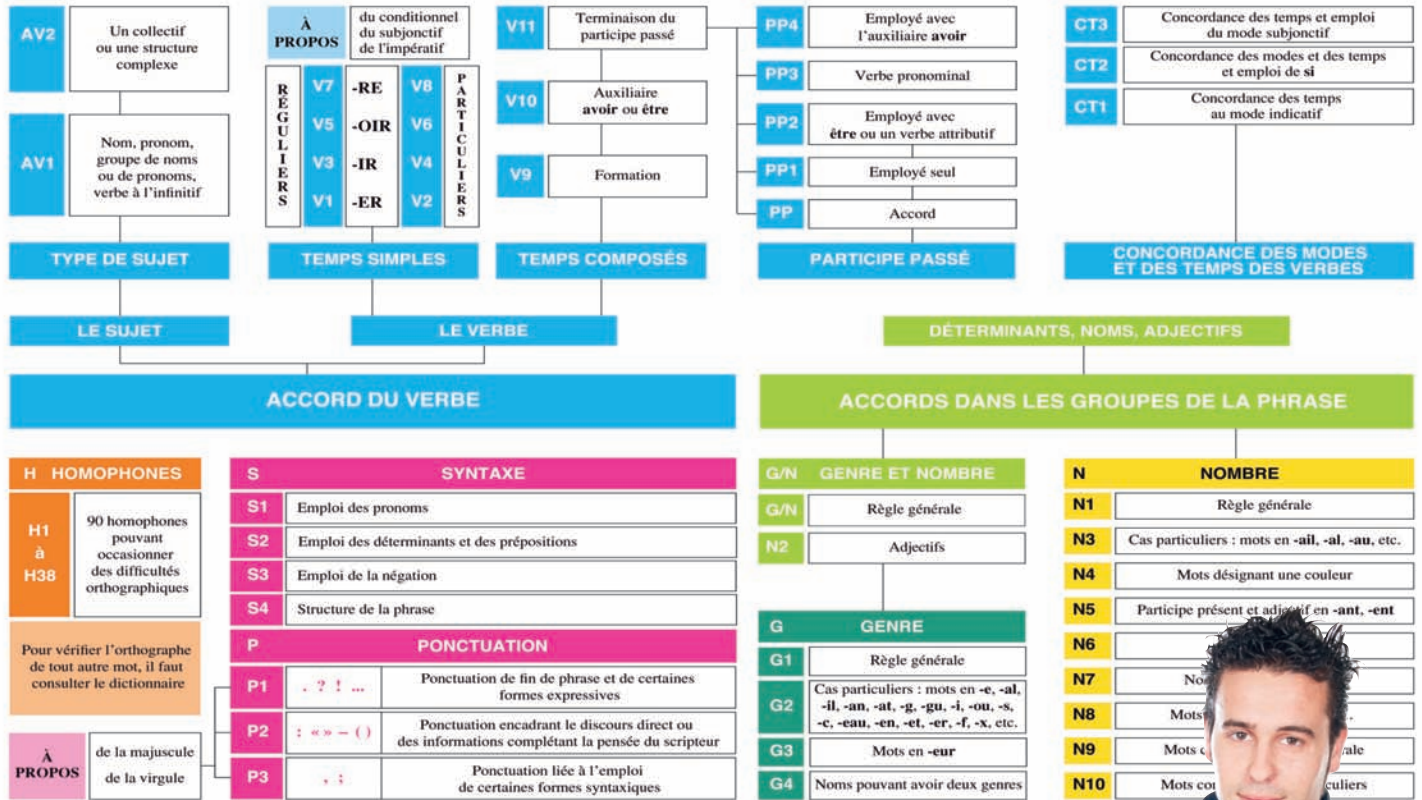 AV2
Un collectif
ou une structure
complexe
AV1
Nom, pronom,
groupe de noms
ou de pronoms,
verbe à l'infinitif
TYPE DE SUJET
À
PROPOS
du conditionnel
du subjonctif
de l'impératif
RÉGULIERS
V7 -RE V8
V5 -OIR V6
V3 -IR V4
V1 -ER V2
PARTICULIERS
TEMPS SIMPLES
V11
Terminaison du
participe passé
V10
Auxiliaire
avoir ou être
V9
Formation
TEMPS COMPOSÉS
PP4
Employé avec
l'auxiliaire avoir
PP3
Verbe pronominal
PP2
Employé avec
être ou un verbe attributif
PP1
Employé seul
PP
Accord
PARTICIPE PASSÉ
CT3
Concordance des temps et emploi
du mode subjonctif
CT2
Concordance des modes et des temps
et emploi de si
CT1
Concordance des temps
au mode indicatif
CONCORDANCE DES MODES
ET DES TEMPS DES VERBES
LE SUJET
LE VERBE
DÉTERMINANTS, NOMS, ADJECTIFS
ACCORD DU VERBE
ACCORDS DANS LES GROUPES DE LA PHRASE
H HOMOPHONES
H1
à
H38
90 homophones
pouvant
occasionner
des difficultés
orthographiques
Pour vérifier l'orthographe
de tout autre mot, il faut
consulter le dictionnaire
À
PROPOS
de la majuscule
de la virgule
S SYNTAXE
S1 Emploi des pronoms
S2 Emploi des déterminants et des prépositions
S3 Emploi de la négation
S4 Structure de la phrase
P PONCTUATION
P1 . ? ! ...
Ponctuation de fin de phrase et de certaines
formes expressives
P2 : « » – ( )
Ponctuation encadrant le discours direct ou
des informations complétant la pensée du scripteur
P3 , ;
Ponctuation liée à l'emploi
de certaines formes syntaxiques
G/N GENRE ET NOMBRE
G/N Règle générale
N2 Adjectifs
G GENRE
G1 Règle générale
G2
Cas particuliers : mots en -e, -al,
-il, -an, -at, -g, -gu, -i, -ou, -s,
-c, -eau, -en, -et, -er, -f, -x, etc.
G3 Mots en -eur
G4 Noms pouvant avoir deux genres
N NOMBRE
N1 Règle générale
N3 Cas particuliers : mots en -ail, -al, -au, etc.
N4 Mots désignant une couleur
N5 Participe présent et adjectif en -ant, -ent
N6
N7
N8 Mots
N9 Mots
N10 Mots